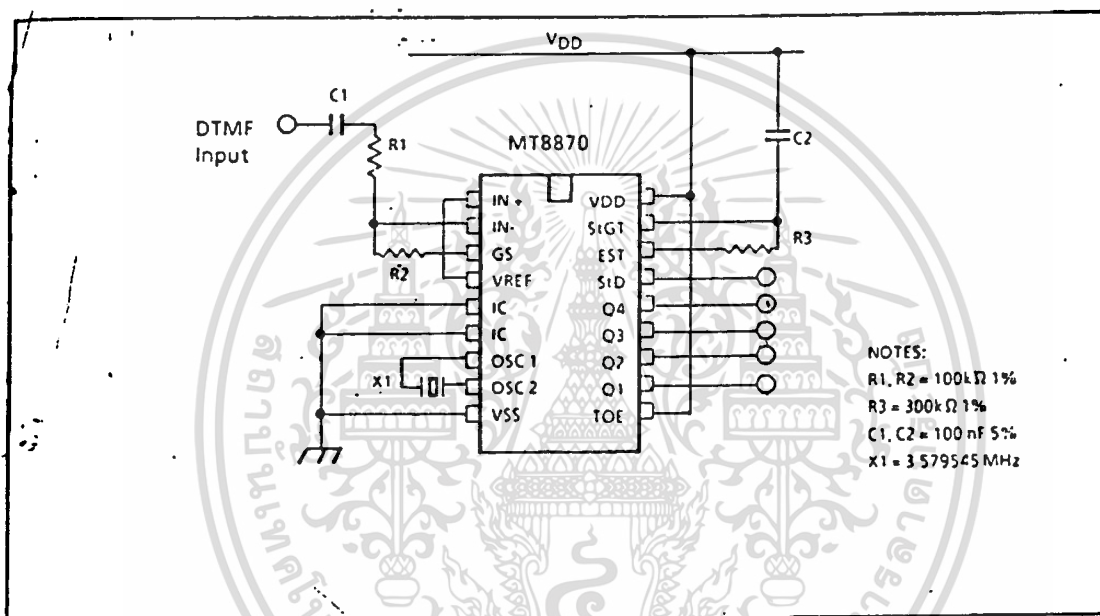 VDD
C1
DTMF
Input
R1
MT8870
C2
IN +
IN-
GS
VREF
IC
IC
OSC 1
OSC 2
VSS
VDD
StGT
EST
StD
Q4
Q3
Q2
Q1
TOE
R2
R3
X1
NOTES:
R1, R2 = 100kΩ 1%
R3 = 300kΩ 1%
C1, C2 = 100 nF 5%
X1 = 3.579545 MHz